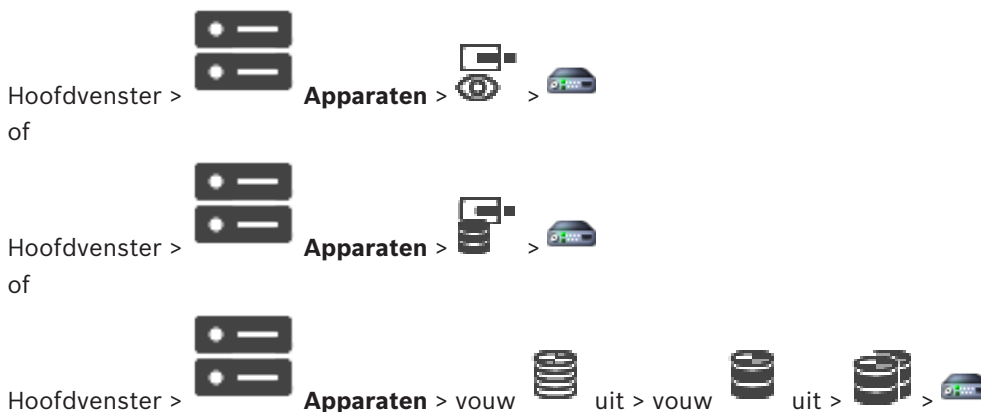 Hoofdvenster > Apparaten > >
of
Hoofdvenster > Apparaten > >
of
Hoofdvenster > Apparaten > vouw uit > vouw uit > >